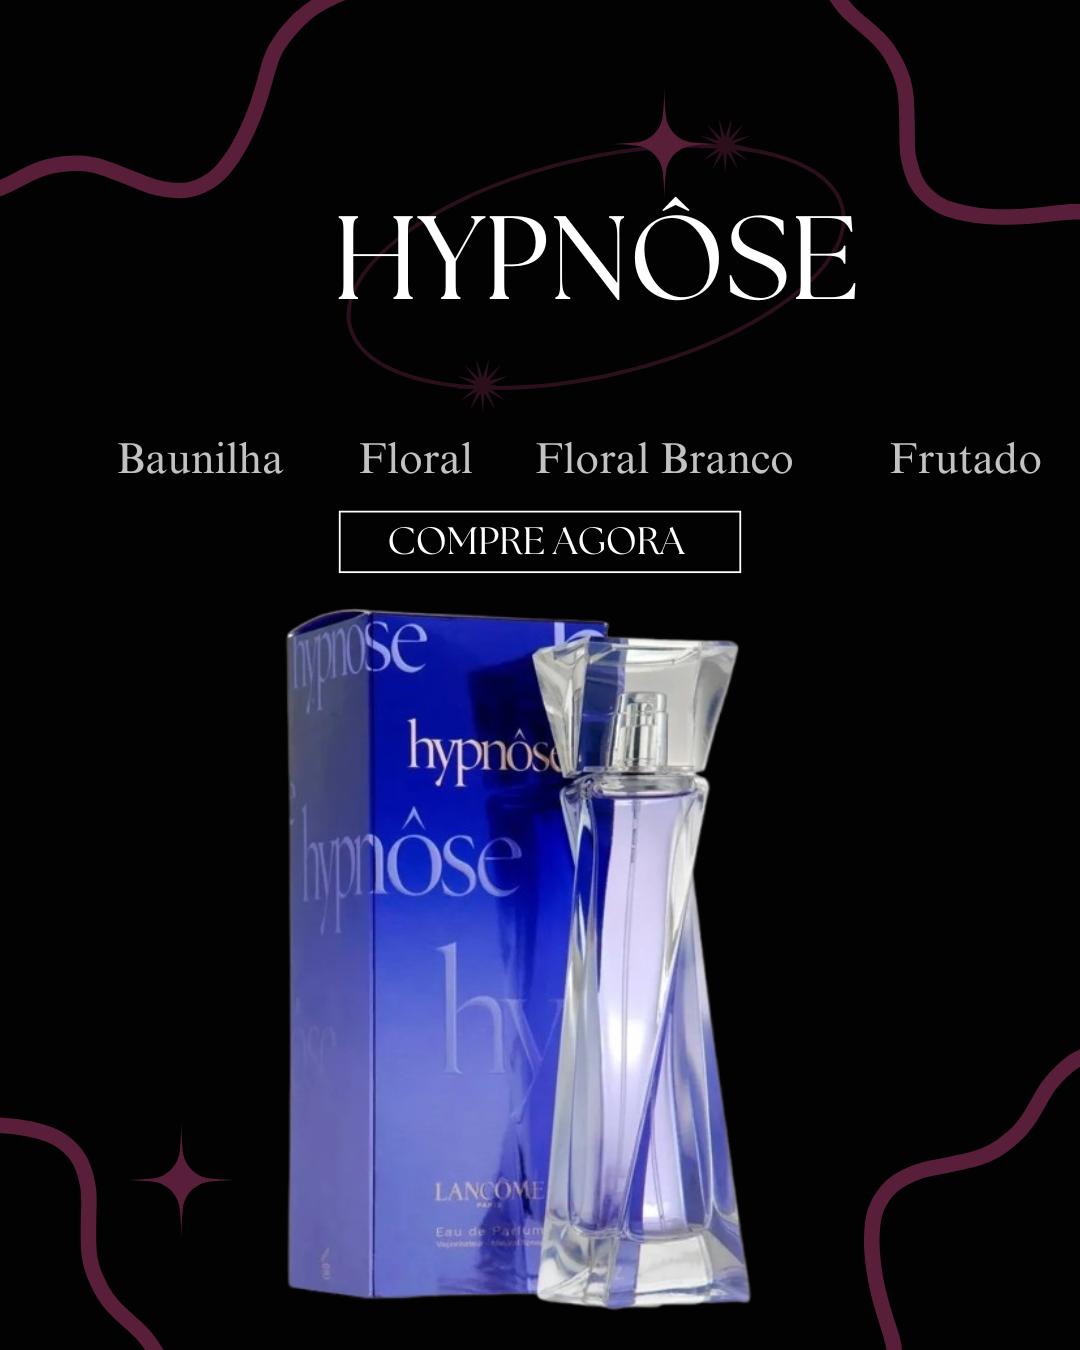 HYPNÔSE
Baunilha Floral Floral Branco Frutado
COMPRE AGORA
hypnose
hypnôse
hypnôse
hy
LANCÔME
PARIS
Eau de Parfum